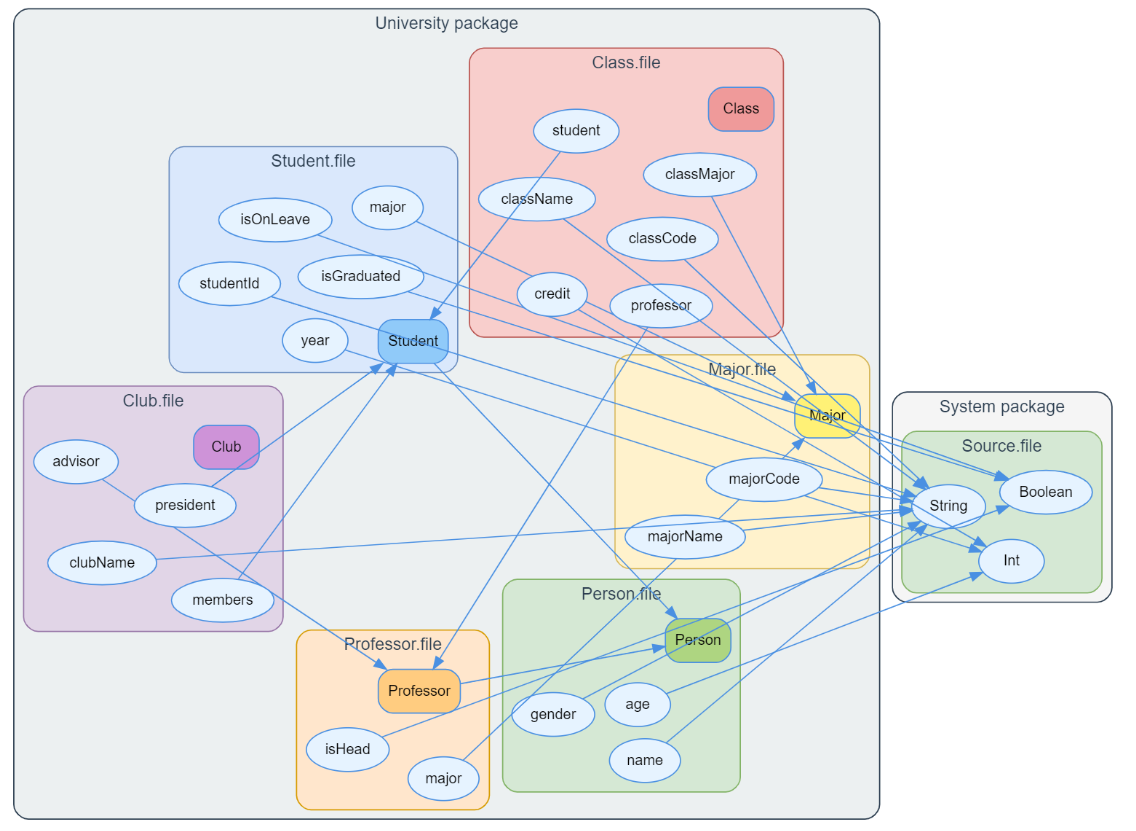 University package
Class.file
Class
student
classMajor
className
classCode
credit
professor
Student.file
isOnLeave
major
studentId
isGraduated
year
Student
Major.file
Major
majorCode
majorName
System package
Source.file
Boolean
String
Int
Club.file
Club
advisor
president
clubName
members
Professor.file
Professor
isHead
major
Person.file
Person
gender
age
name